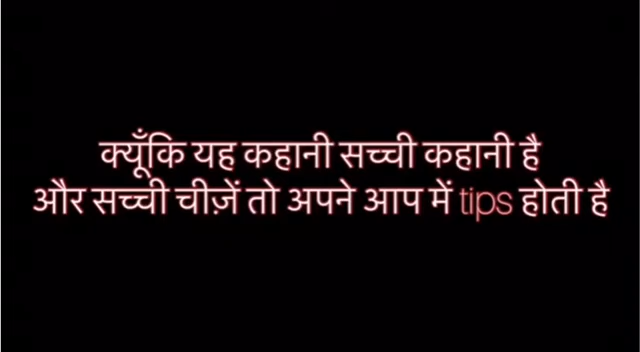 क्यूँकि यह कहानी सच्ची कहानी है
और सच्ची चीज़ें तो अपने आप में tips होती है